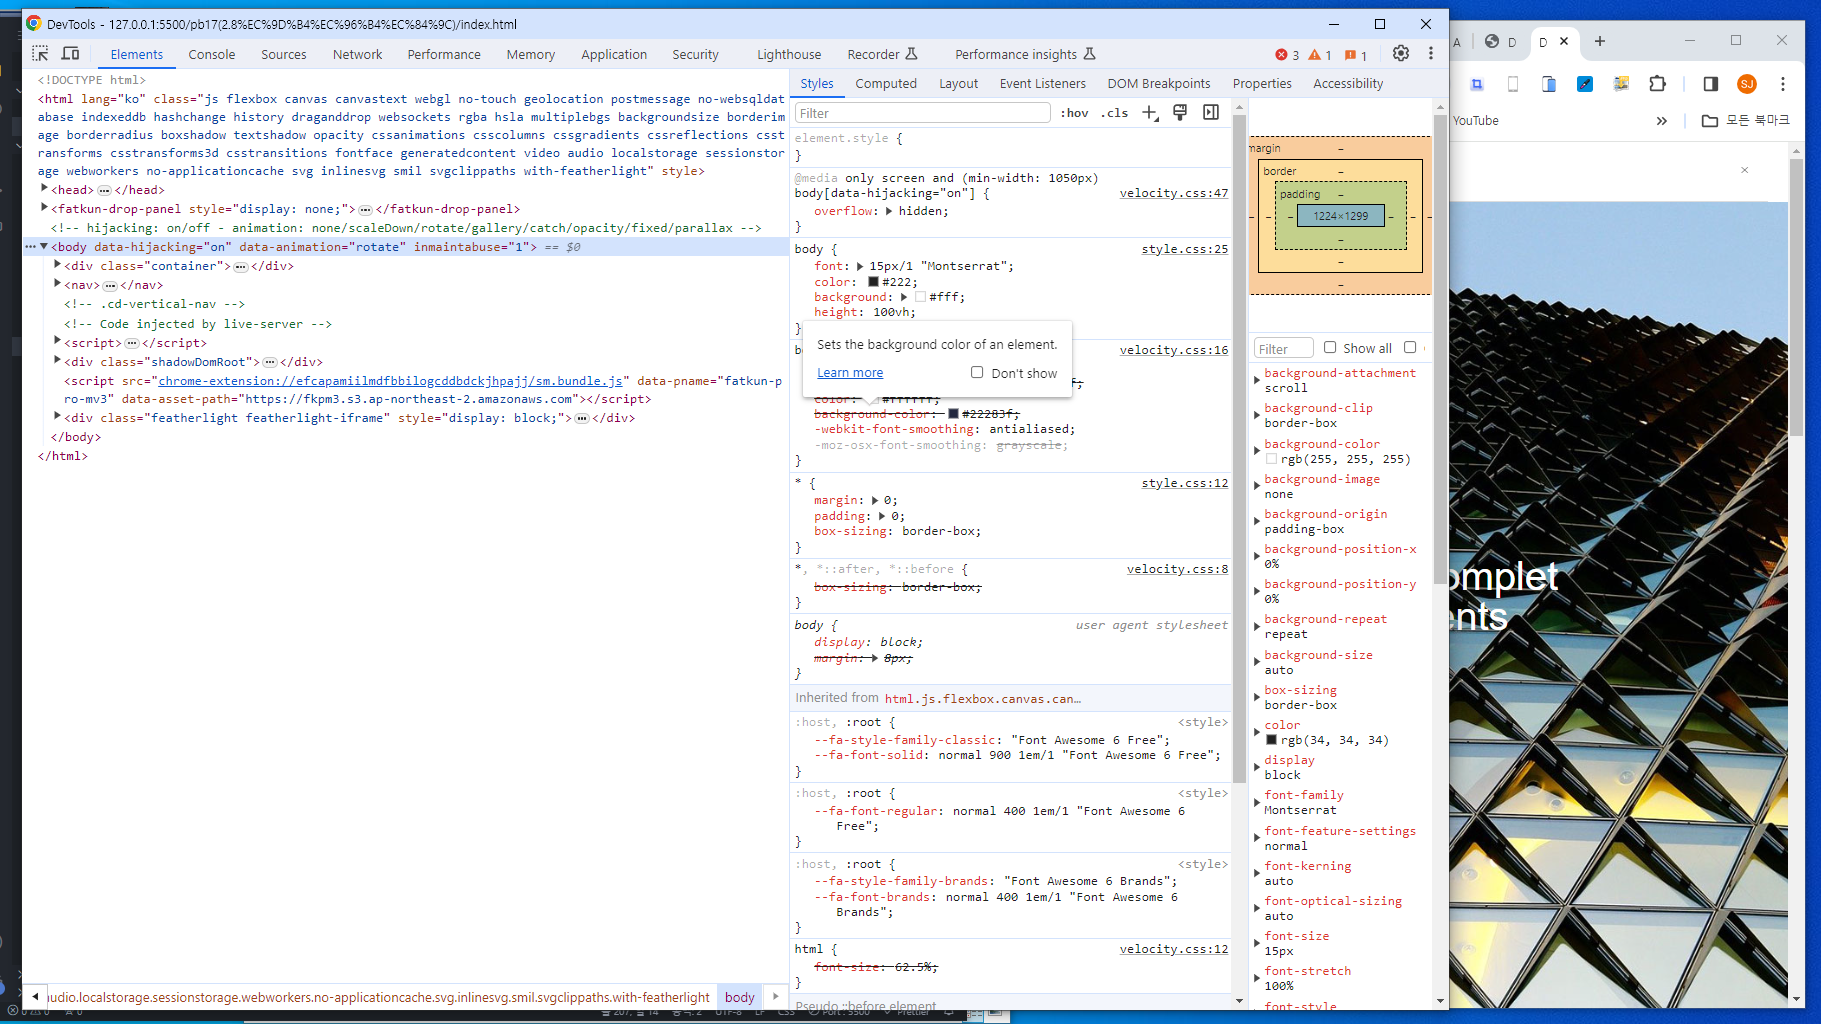 DevTools - 127.0.0.1:5500/pb17(2.8%EC%9D%B4%EC%96%B4%EC%84%9C)/index.html
Elements Console Sources Network Performance Memory Application Security Lighthouse Recorder Performance insights 3 1 1
<!DOCTYPE html>
<html lang="ko" class="js flexbox canvas canvastext webgl no-touch geolocation postmessage no-websqldat
abase indexeddb hashchange history draganddrop websockets rgba hsla multiplebgs backgroundsize borderim
age borderradius boxshadow textshadow opacity cssanimations csscolumns cssgradients cssreflections csst
ransforms csstransforms3d csstransitions fontface generatedcontent video audio localstorage sessionstor
age webworkers no-applicationcache svg inlinesvg smil svgclippaths with-featherlight" style>
<head> … </head>
<fatkun-drop-panel style="display: none;"> … </fatkun-drop-panel>
<!-- hijacking: on/off - animation: none/scaleDown/rotate/gallery/catch/opacity/fixed/parallax -->
… <body data-hijacking="on" data-animation="rotate" inmaintabuse="1"> == $0
<div class="container"> … </div>
<nav> … </nav>
<!-- .cd-vertical-nav -->
<!-- Code injected by live-server -->
<script> … </script>
<div class="shadowDomRoot"> … </div>
<script src="chrome-extension://efcapamiilmdfbbilogcddbdckjhpajj/sm.bundle.js" data-pname="fatkun-p
ro-mv3" data-asset-path="https://fkpm3.s3.ap-northeast-2.amazonaws.com"></script>
<div class="featherlight featherlight-iframe" style="display: block;"> … </div>
</body>
</html>
udio.localstorage.sessionstorage.webworkers.no-applicationcache.svg.inlinesvg.smil.svgclippaths.with-featherlight body
Styles Computed Layout Event Listeners DOM Breakpoints Properties Accessibility
Filter :hov .cls
element.style {
}
@media only screen and (min-width: 1050px)
body[data-hijacking="on"] { velocity.css:47
overflow: hidden;
}
body { style.css:25
font: 15px/1 "Montserrat";
color: #222;
background: #fff;
height: 100vh;
}
Sets the background color of an element.
Learn more Don't show
velocity.css:16
color: #ffffff;
background-color: #22283f;
-webkit-font-smoothing: antialiased;
-moz-osx-font-smoothing: grayscale;
}
* { style.css:12
margin: 0;
padding: 0;
box-sizing: border-box;
}
*, *::after, *::before { velocity.css:8
box-sizing: border-box;
}
body { user agent stylesheet
display: block;
margin: 8px;
}
Inherited from html.js.flexbox.canvas.can…
:host, :root { <style>
--fa-style-family-classic: "Font Awesome 6 Free";
--fa-font-solid: normal 900 1em/1 "Font Awesome 6 Free";
}
:host, :root { <style>
--fa-font-regular: normal 400 1em/1 "Font Awesome 6
Free";
}
:host, :root { <style>
--fa-style-family-brands: "Font Awesome 6 Brands";
--fa-font-brands: normal 400 1em/1 "Font Awesome 6
Brands";
}
html { velocity.css:12
font-size: 62.5%;
}
Pseudo ::before element
margin -
border -
padding -
1224×1299
Filter Show all
background-attachment
scroll
background-clip
border-box
background-color
rgb(255, 255, 255)
background-image
none
background-origin
padding-box
background-position-x
0%
background-position-y
0%
background-repeat
repeat
background-size
auto
box-sizing
border-box
color
rgb(34, 34, 34)
display
block
font-family
Montserrat
font-feature-settings
normal
font-kerning
auto
font-optical-sizing
auto
font-size
15px
font-stretch
100%
font-style
A D D
SJ
YouTube » 모든 북마크
omplet
ents
UTF-8 LF CSS Port : 5500 Prettier